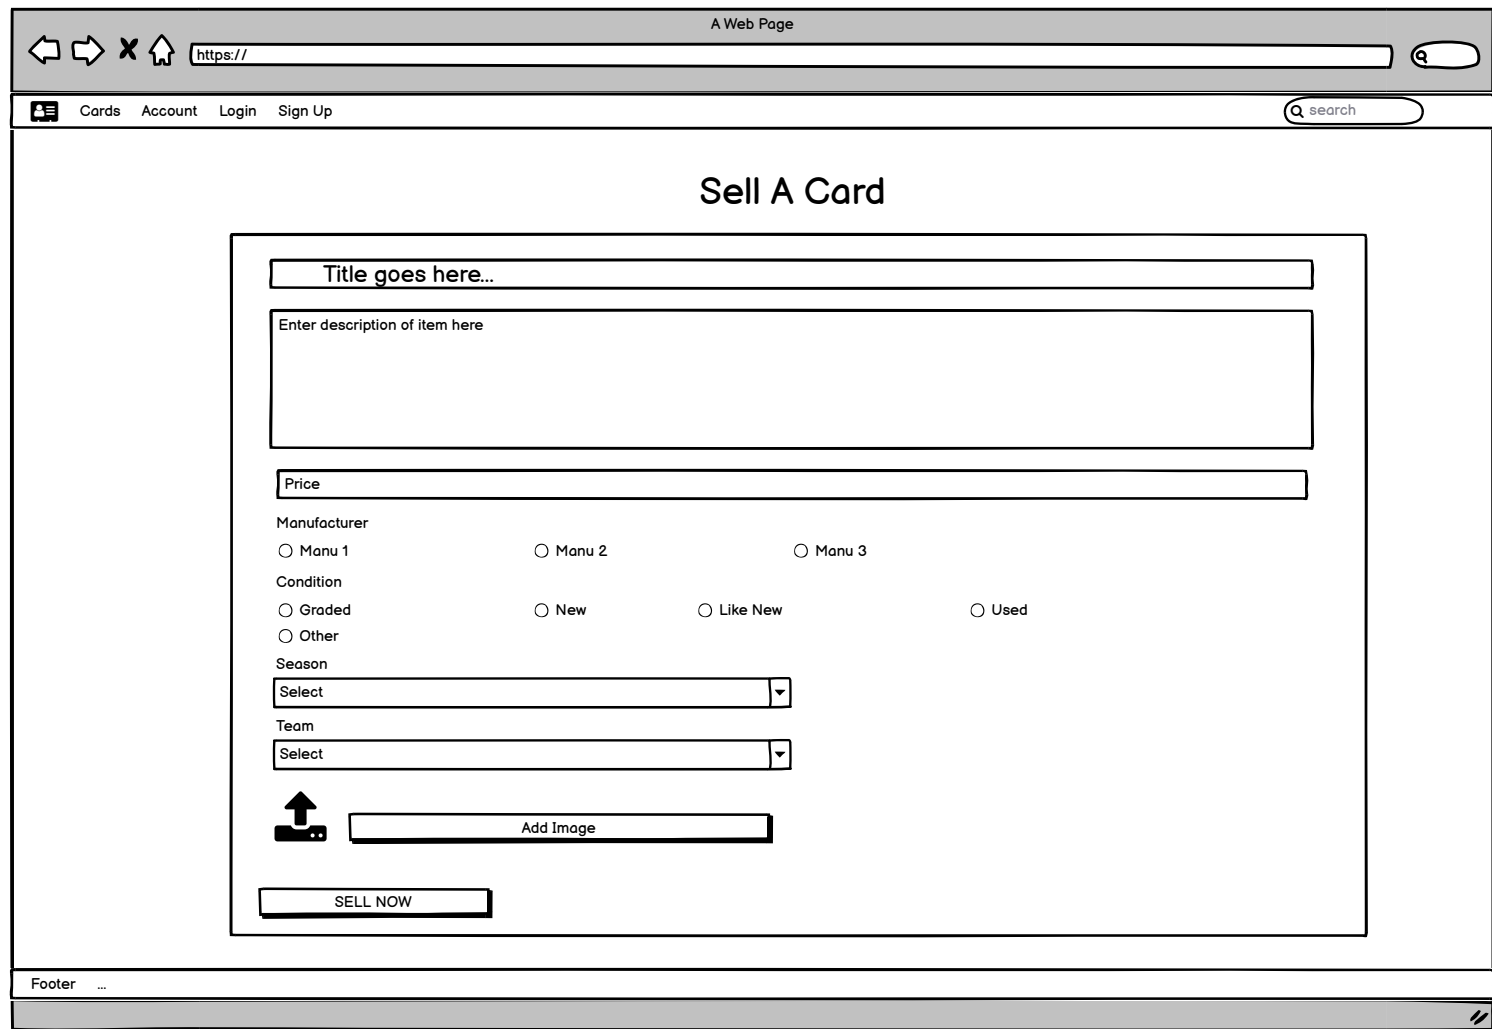 A Web Page
https://
Cards Account Login Sign Up search
Sell A Card
Title goes here...
Enter description of item here
Price
Manufacturer
Manu 1 Manu 2 Manu 3
Condition
Graded New Like New Used
Other
Season
Select
Team
Select
Add Image
SELL NOW
Footer ...